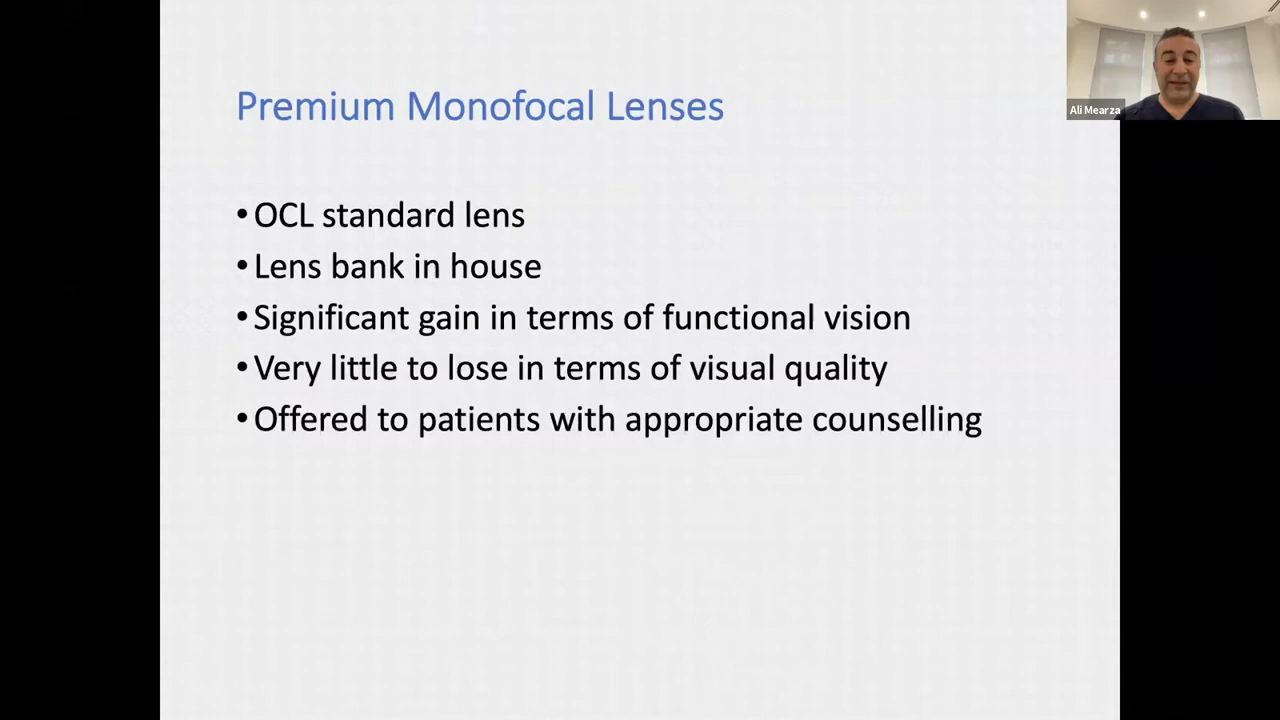 Premium Monofocal Lenses
• OCL standard lens
• Lens bank in house
• Significant gain in terms of functional vision
• Very little to lose in terms of visual quality
• Offered to patients with appropriate counselling
Ali Mearza